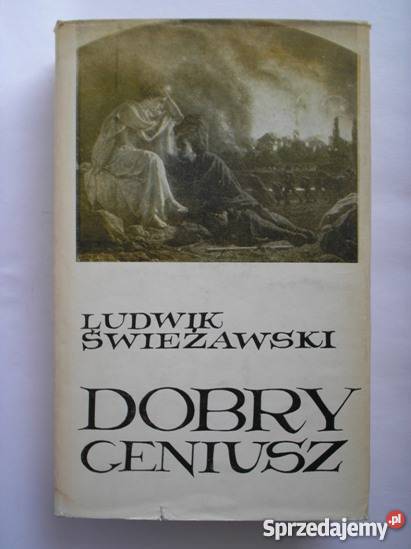 LUDWIK
ŚWIEŻAWSKI
DOBRY
GENIUSZ
Sprzedajemy.pl